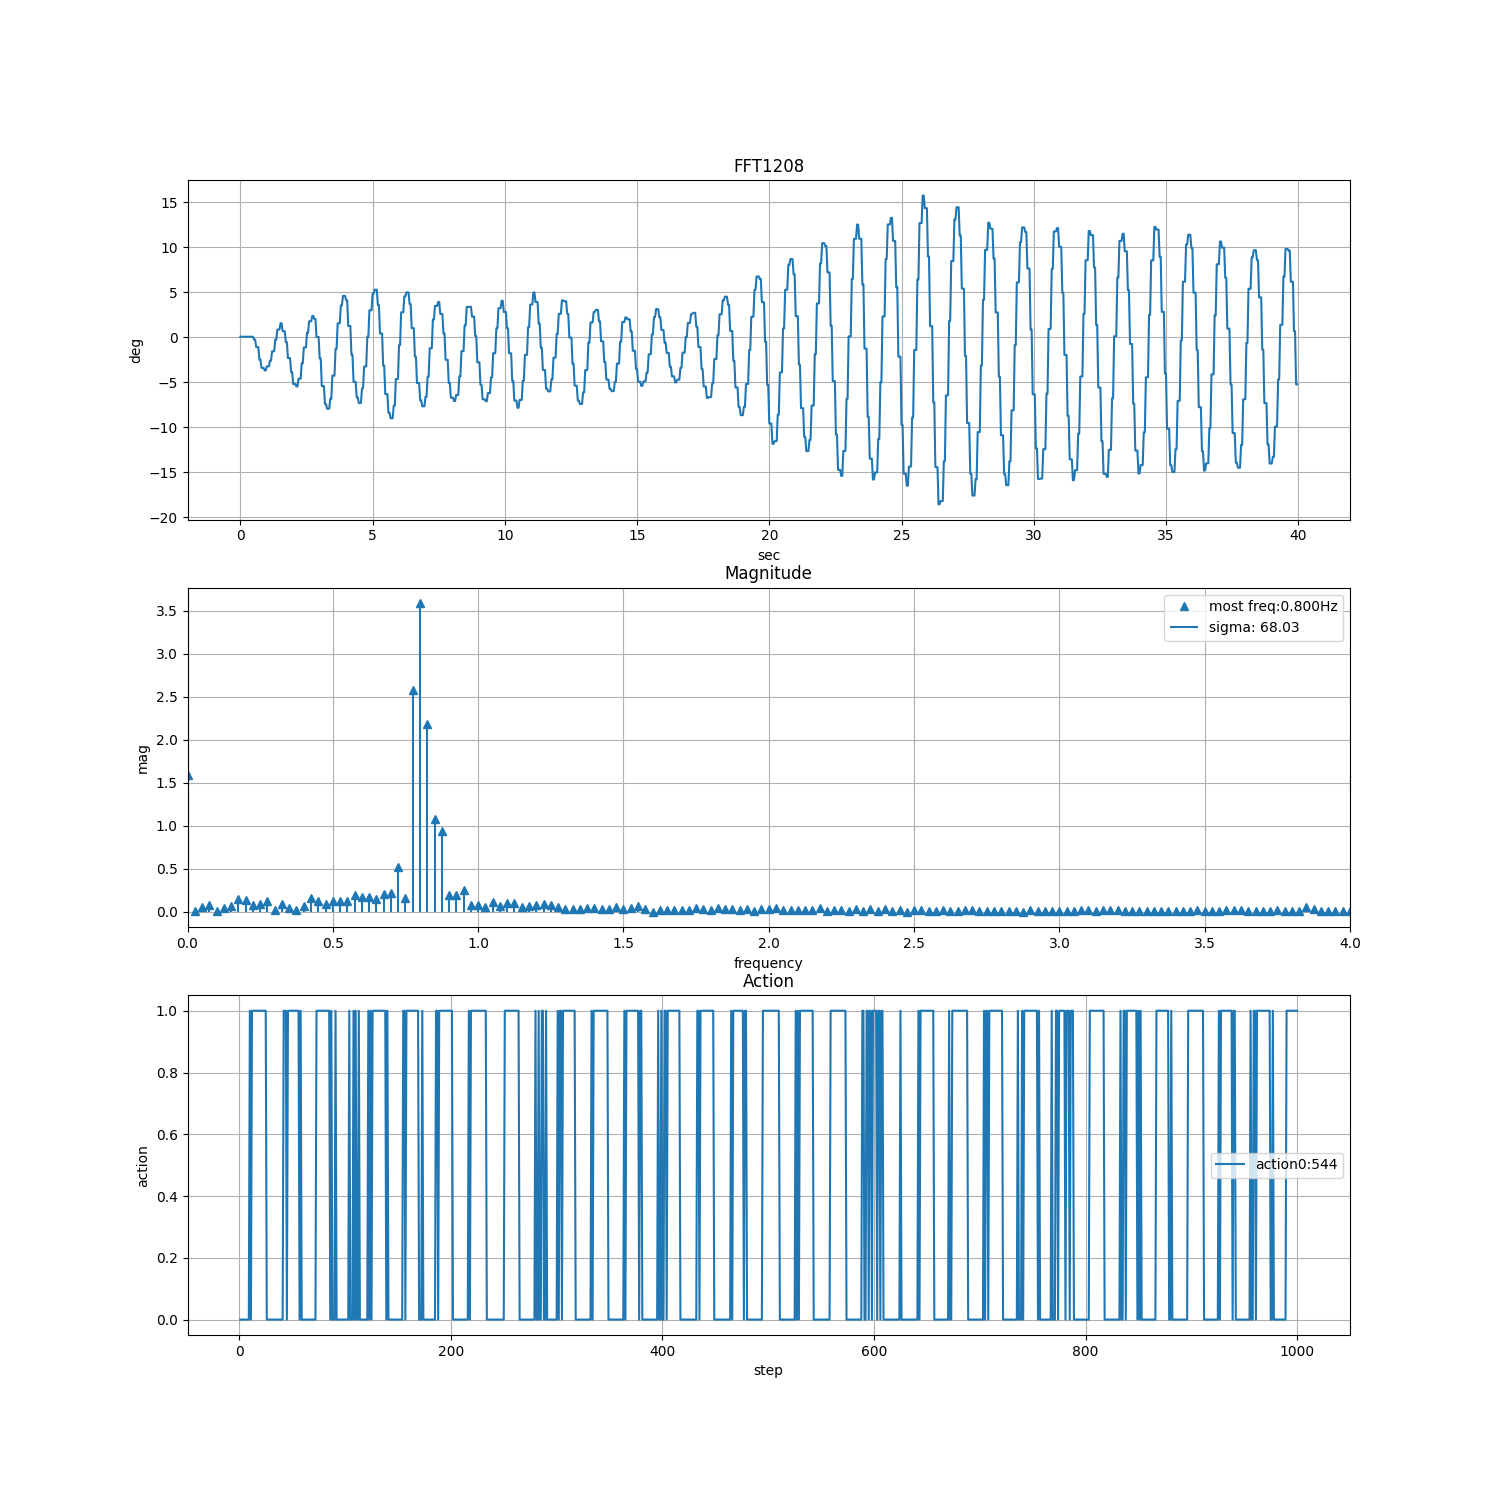 FFT1208
15
10
5
0
−5
−10
−15
−20
deg
0 5 10 15 20 25 30 35 40
sec
Magnitude
3.5
3.0
2.5
2.0
1.5
1.0
0.5
0.0
mag
most freq:0.800Hz
sigma: 68.03
0.0 0.5 1.0 1.5 2.0 2.5 3.0 3.5 4.0
frequency
Action
1.0
0.8
0.6
0.4
0.2
0.0
action
action0:544
0 200 400 600 800 1000
step